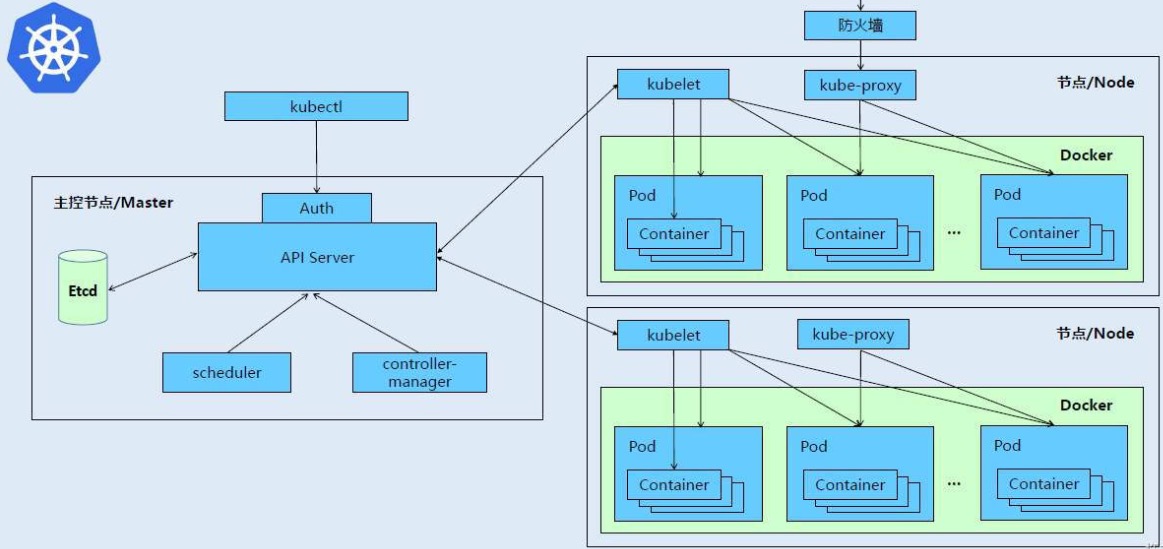 防火墙
kubelet
kube-proxy
节点/Node
kubectl
Docker
Pod
Pod
Pod
Container
Container
...
Container
主控节点/Master
Auth
API Server
Etcd
scheduler
controller-
manager
kubelet
kube-proxy
节点/Node
Docker
Pod
Pod
Pod
Container
Container
...
Container